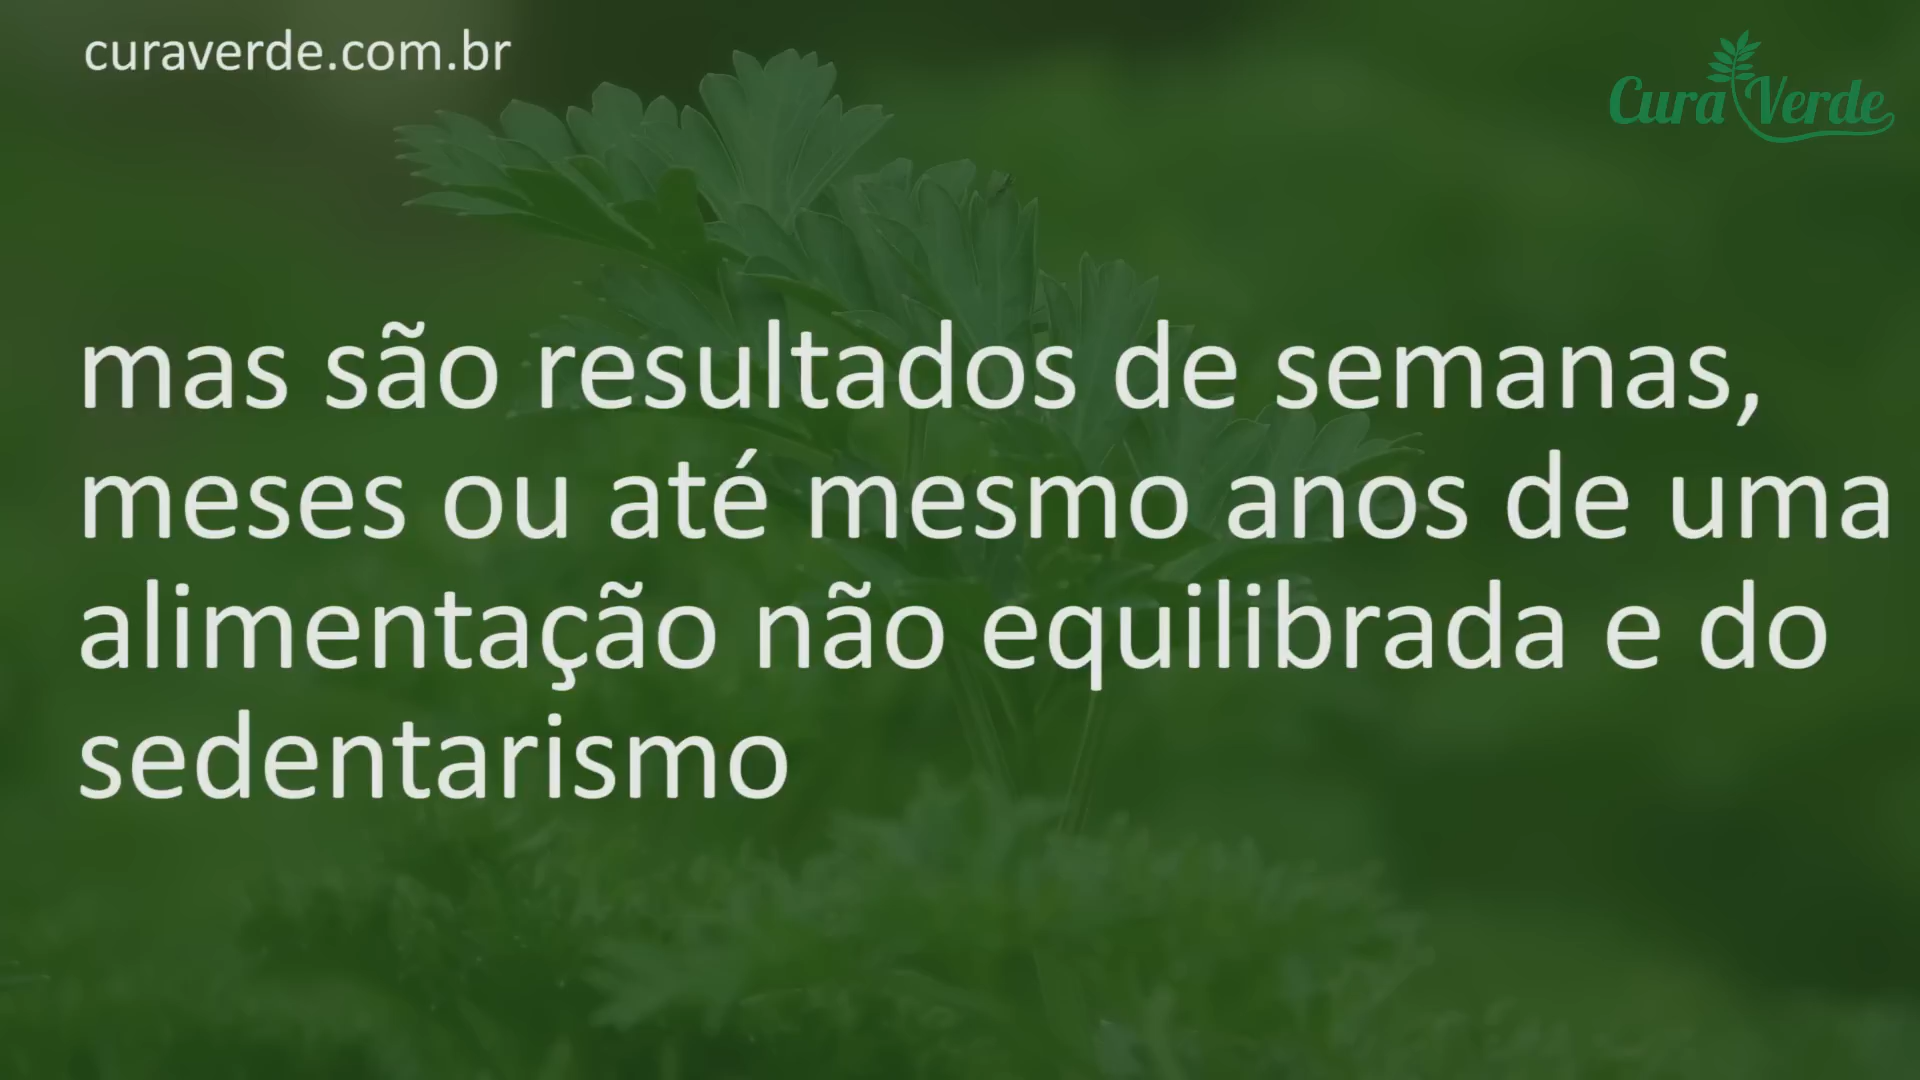 curaverde.com.br
Cura Verde
mas são resultados de semanas,
meses ou até mesmo anos de uma
alimentação não equilibrada e do
sedentarismo